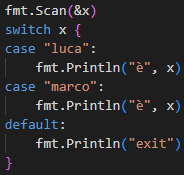 fmt.Scan(&x)
switch x {
case "luca":
    fmt.Println("è", x)
case "marco":
    fmt.Println("è", x)
default:
    fmt.Println("exit")
}